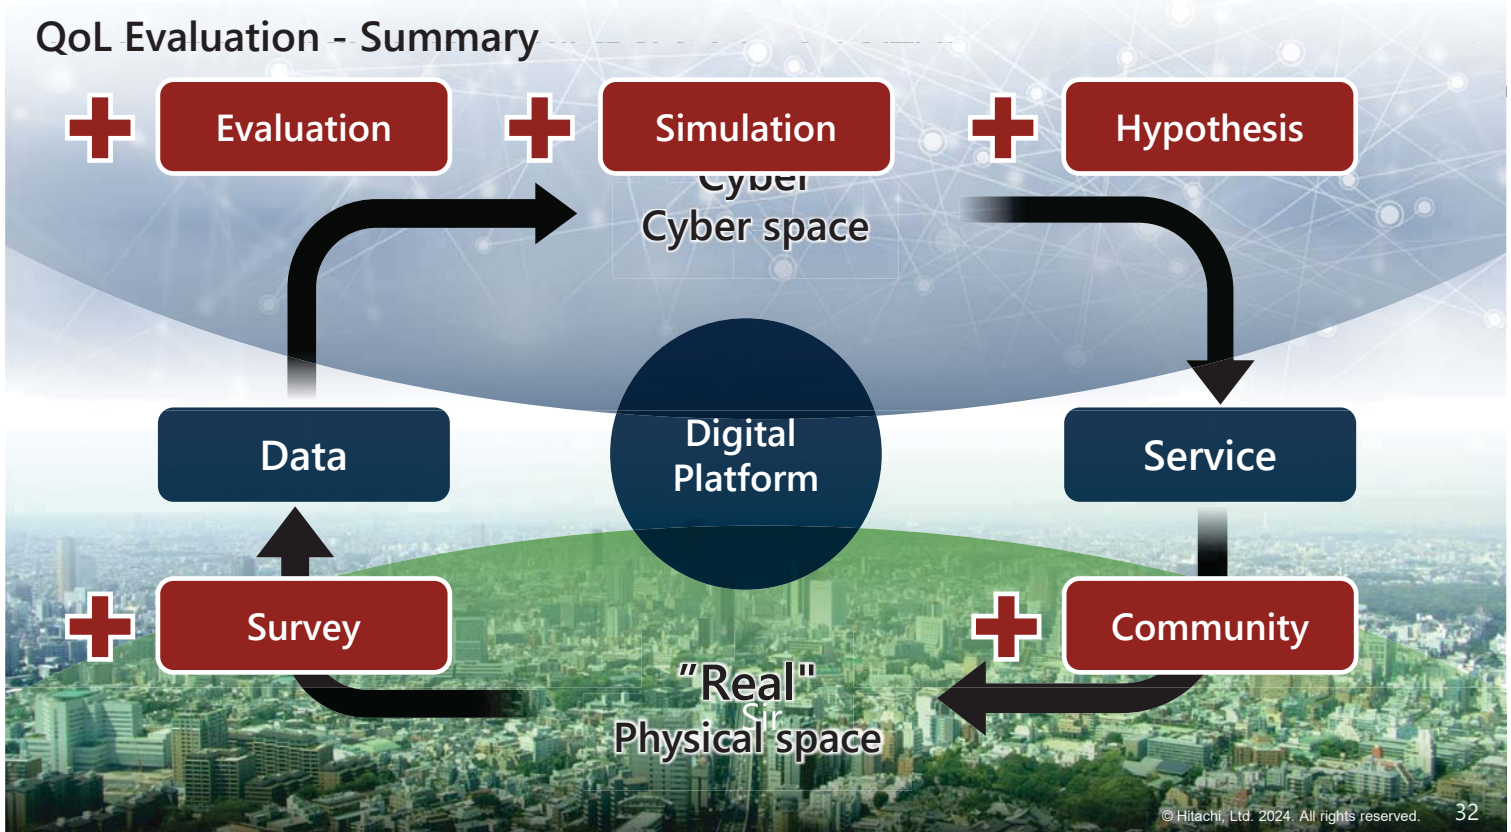 QoL Evaluation - Summary
Evaluation
Simulation
Hypothesis
Cyber
Cyber space
Digital
Platform
Data
Service
Survey
Community
”Real"
Physical space
© Hitachi, Ltd. 2024. All rights reserved.
32